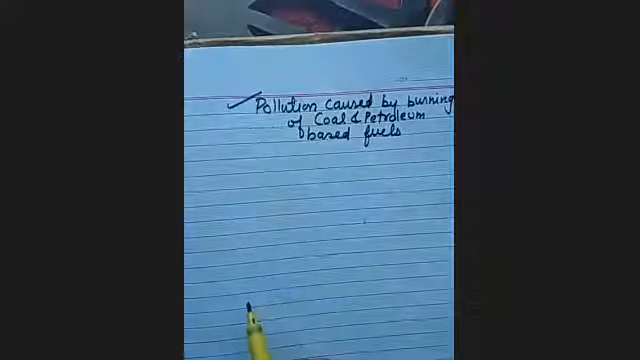 Pollution caused by burning
of Coal & Petroleum
based fuels